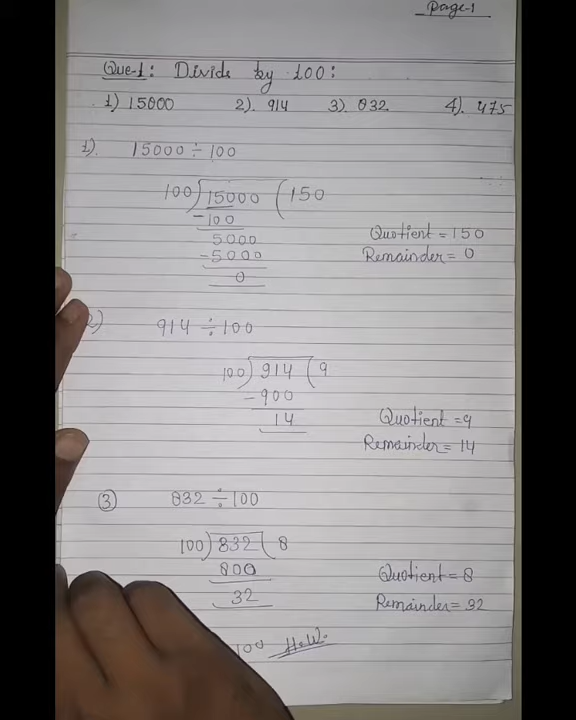 Page-1
Que-1: Divide by 100:
1) 15000 2). 914 3). 832 4). 475
1). 15000 ÷ 100
100) 15000 (150
-100
5000
-5000
0
Quotient = 150
Remainder = 0
2) 914 ÷ 100
100) 914 (9
-900
14
Quotient = 9
Remainder = 14
3 832 ÷ 100
100) 832 ( 8
800
32
Quotient = 8
Remainder = 32
100 H.W.